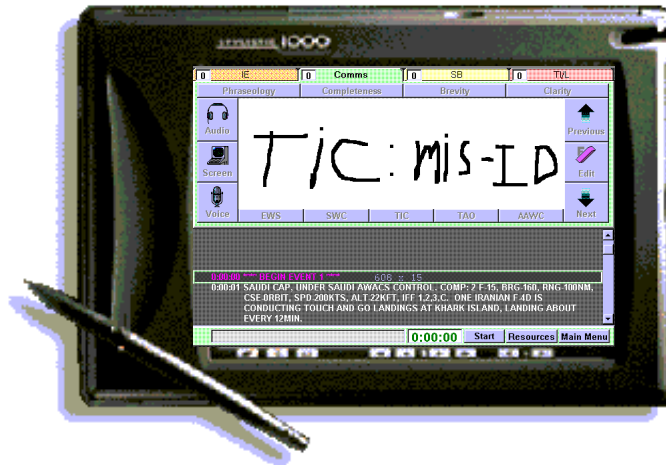 STYLISTIC 1000
0 IE 0 Comms 0 SB 0 TI/L
Phraseology Completeness Brevity Clarity
Audio
Screen
Voice
TIC: mis-ID
Previous
Edit
Next
EWS SWC TIC TAO AAWC
0:00:00 **** BEGIN EVENT 1 **** 608 x 15
0:00:01 SAUDI CAP, UNDER SAUDI AWACS CONTROL. COMP: 2 F-15, BRG-160, RNG-100NM,
CSE ORBIT, SPD-200KTS, ALT-22KFT, IFF 1,2,3,C. ONE IRANIAN F-4D IS
CONDUCTING TOUCH AND GO LANDINGS AT KHARK ISLAND, LANDING ABOUT
EVERY 12MIN.
0:00:00 Start Resources Main Menu